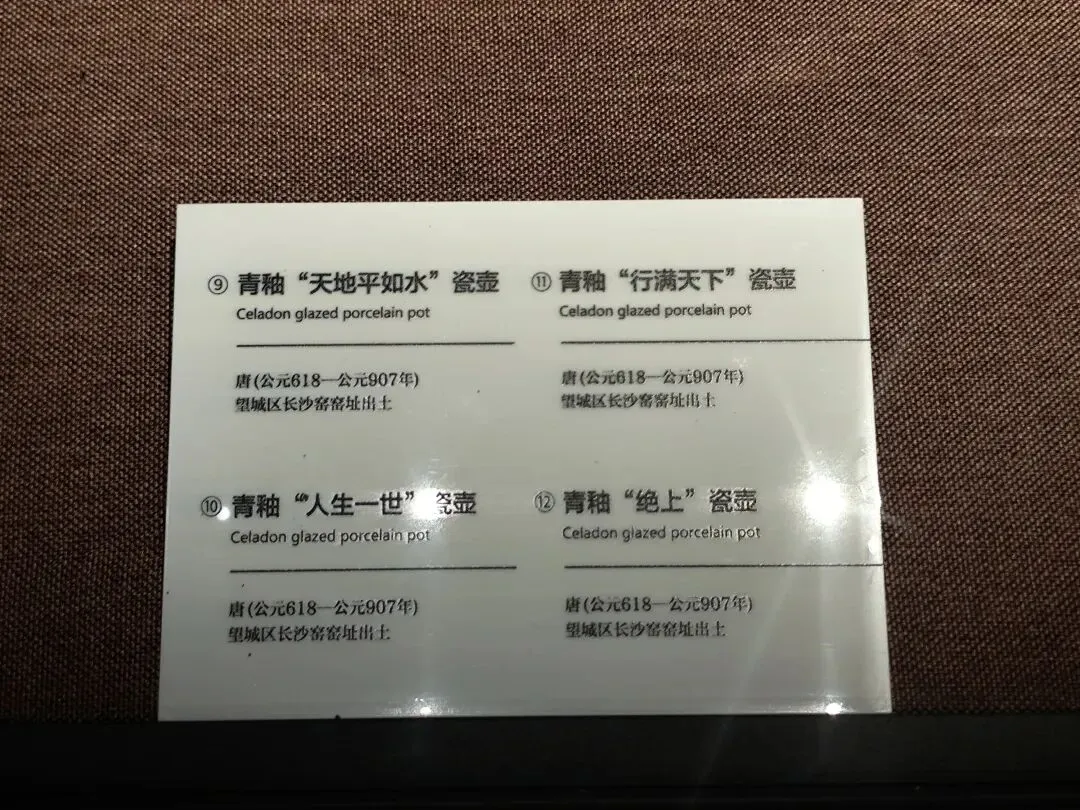 ⑨ 青釉“天地平如水”瓷壶
Celadon glazed porcelain pot
唐(公元618—公元907年)
望城区长沙窑窑址出土
⑩ 青釉“人生一世”瓷壶
Celadon glazed porcelain pot
唐(公元618—公元907年)
望城区长沙窑窑址出土
⑪ 青釉“行满天下”瓷壶
Celadon glazed porcelain pot
唐(公元618—公元907年)
望城区长沙窑窑址出土
⑫ 青釉“绝上”瓷壶
Celadon glazed porcelain pot
唐(公元618—公元907年)
望城区长沙窑窑址出土